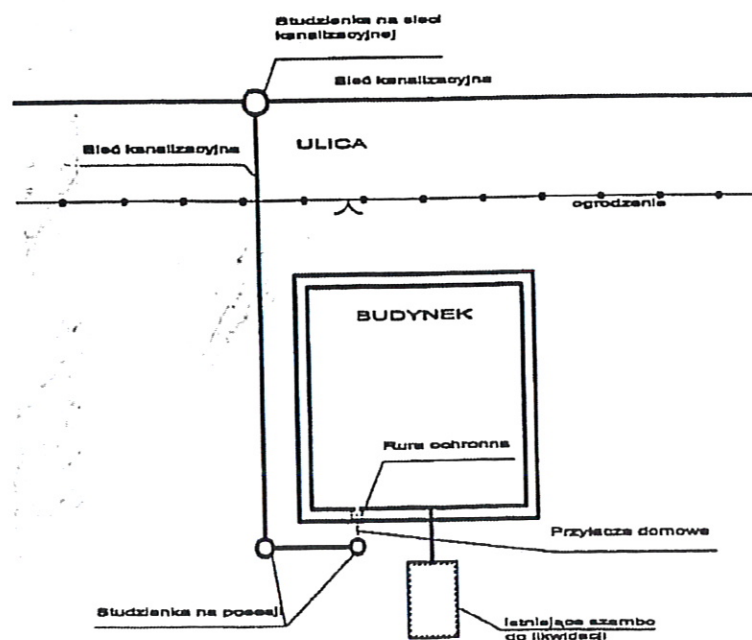 Studzienka na sieci
kanalizacyjnej
Sieć kanalizacyjna
Sieć kanalizacyjna
ULICA
ogrodzenie
BUDYNEK
Rura ochronna
Przyłącze domowe
Studzienka na posesji
Istniejące szambo
do likwidacji